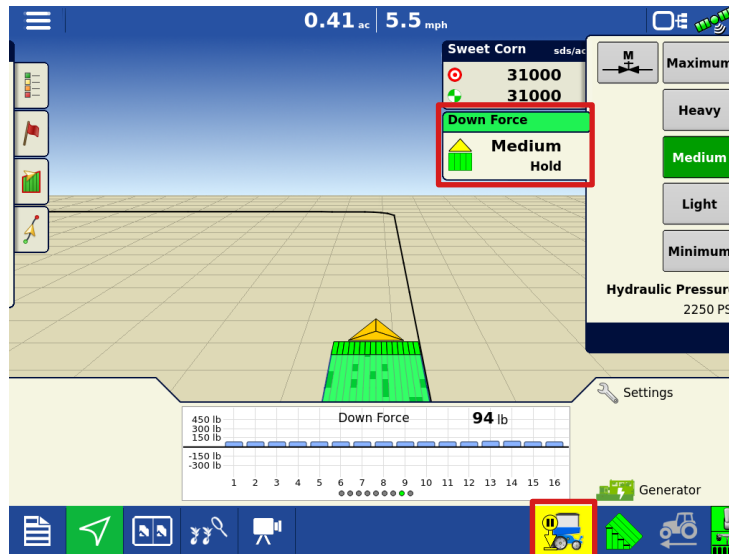 0.41 ac 5.5 mph
Sweet Corn sds/ac
31000
31000
Down Force
Medium
Hold
M
Maximum
Heavy
Medium
Light
Minimum
Hydraulic Pressure
2250 PS
Settings
Down Force 94 lb
450 lb
300 lb
150 lb
-150 lb
-300 lb
1 2 3 4 5 6 7 8 9 10 11 12 13 14 15 16
Generator